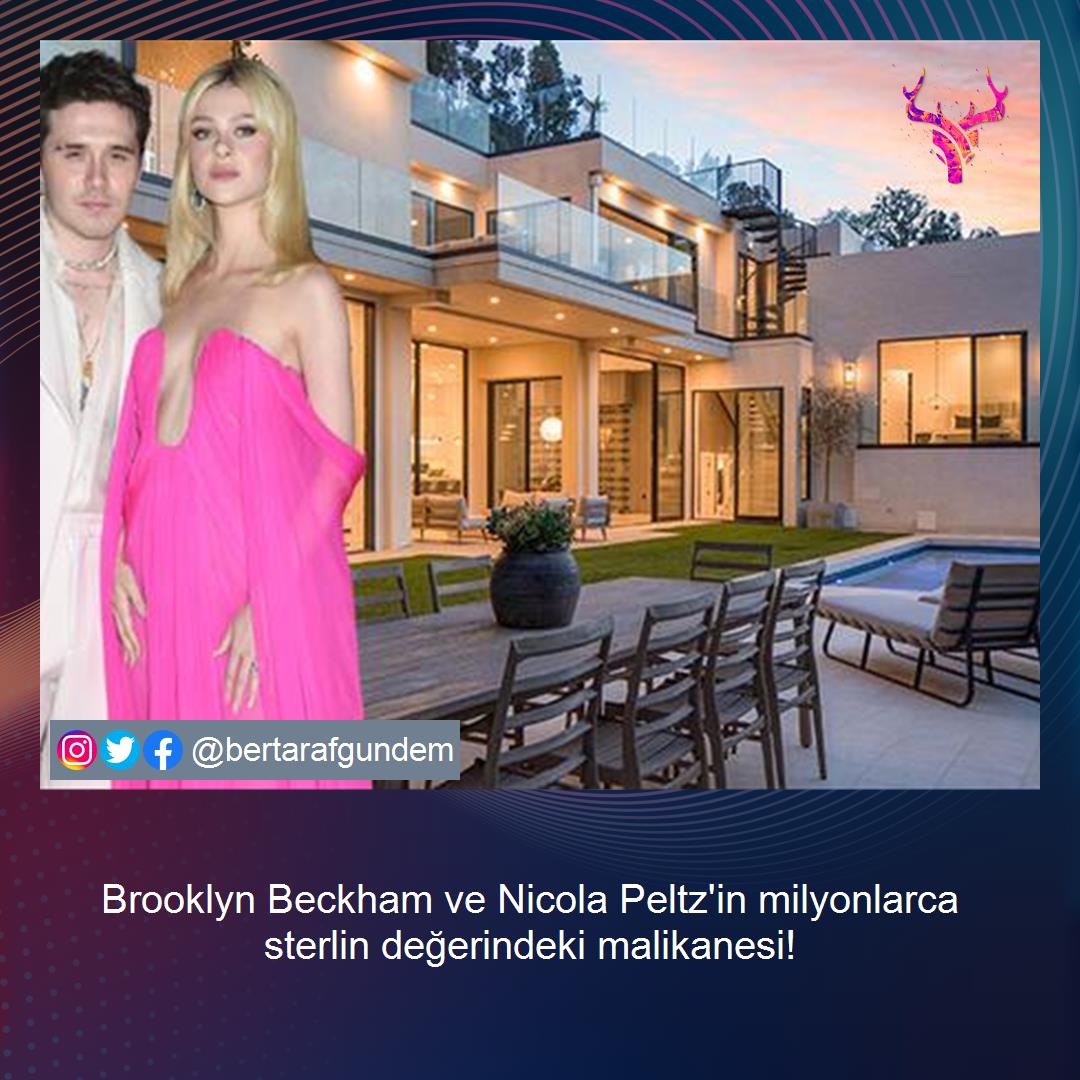 @bertarafgundem
Brooklyn Beckham ve Nicola Peltz'in milyonlarca
sterlin değerindeki malikanesi!